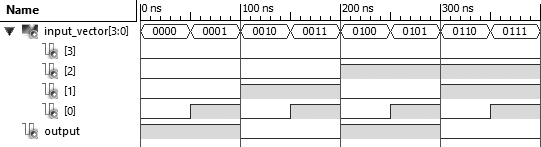 Name 0 ns 100 ns 200 ns 300 ns
input_vector[3:0] 0000 0001 0010 0011 0100 0101 0110 0111
[3]
[2]
[1]
[0]
output